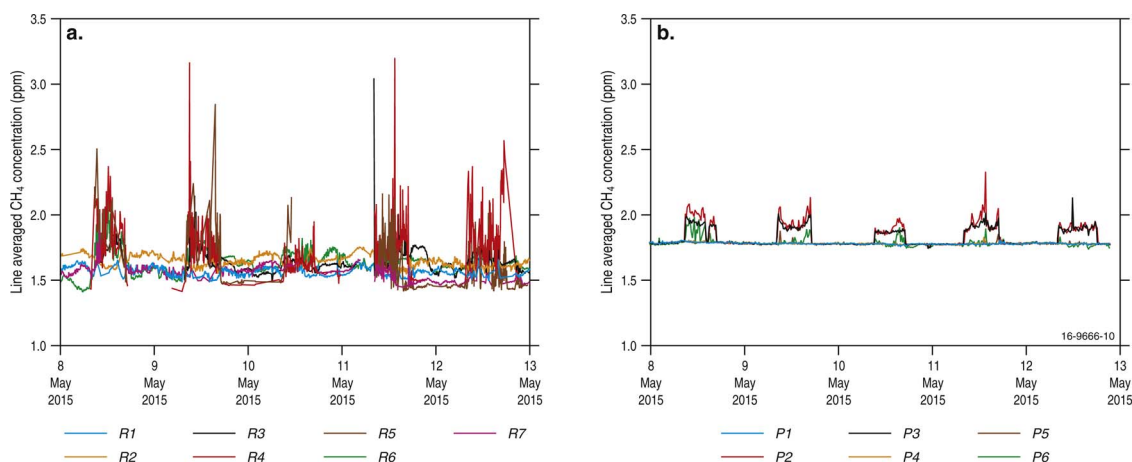 a.
Line averaged CH₄ concentration (ppm)
3.5
3.0
2.5
2.0
1.5
1.0
8 9 10 11 12 13
May May May May May May
2015 2015 2015 2015 2015 2015
R1 R3 R5 R7
R2 R4 R6
b.
Line averaged CH₄ concentration (ppm)
3.5
3.0
2.5
2.0
1.5
1.0
16-9666-10
8 9 10 11 12 13
May May May May May May
2015 2015 2015 2015 2015 2015
P1 P3 P5
P2 P4 P6